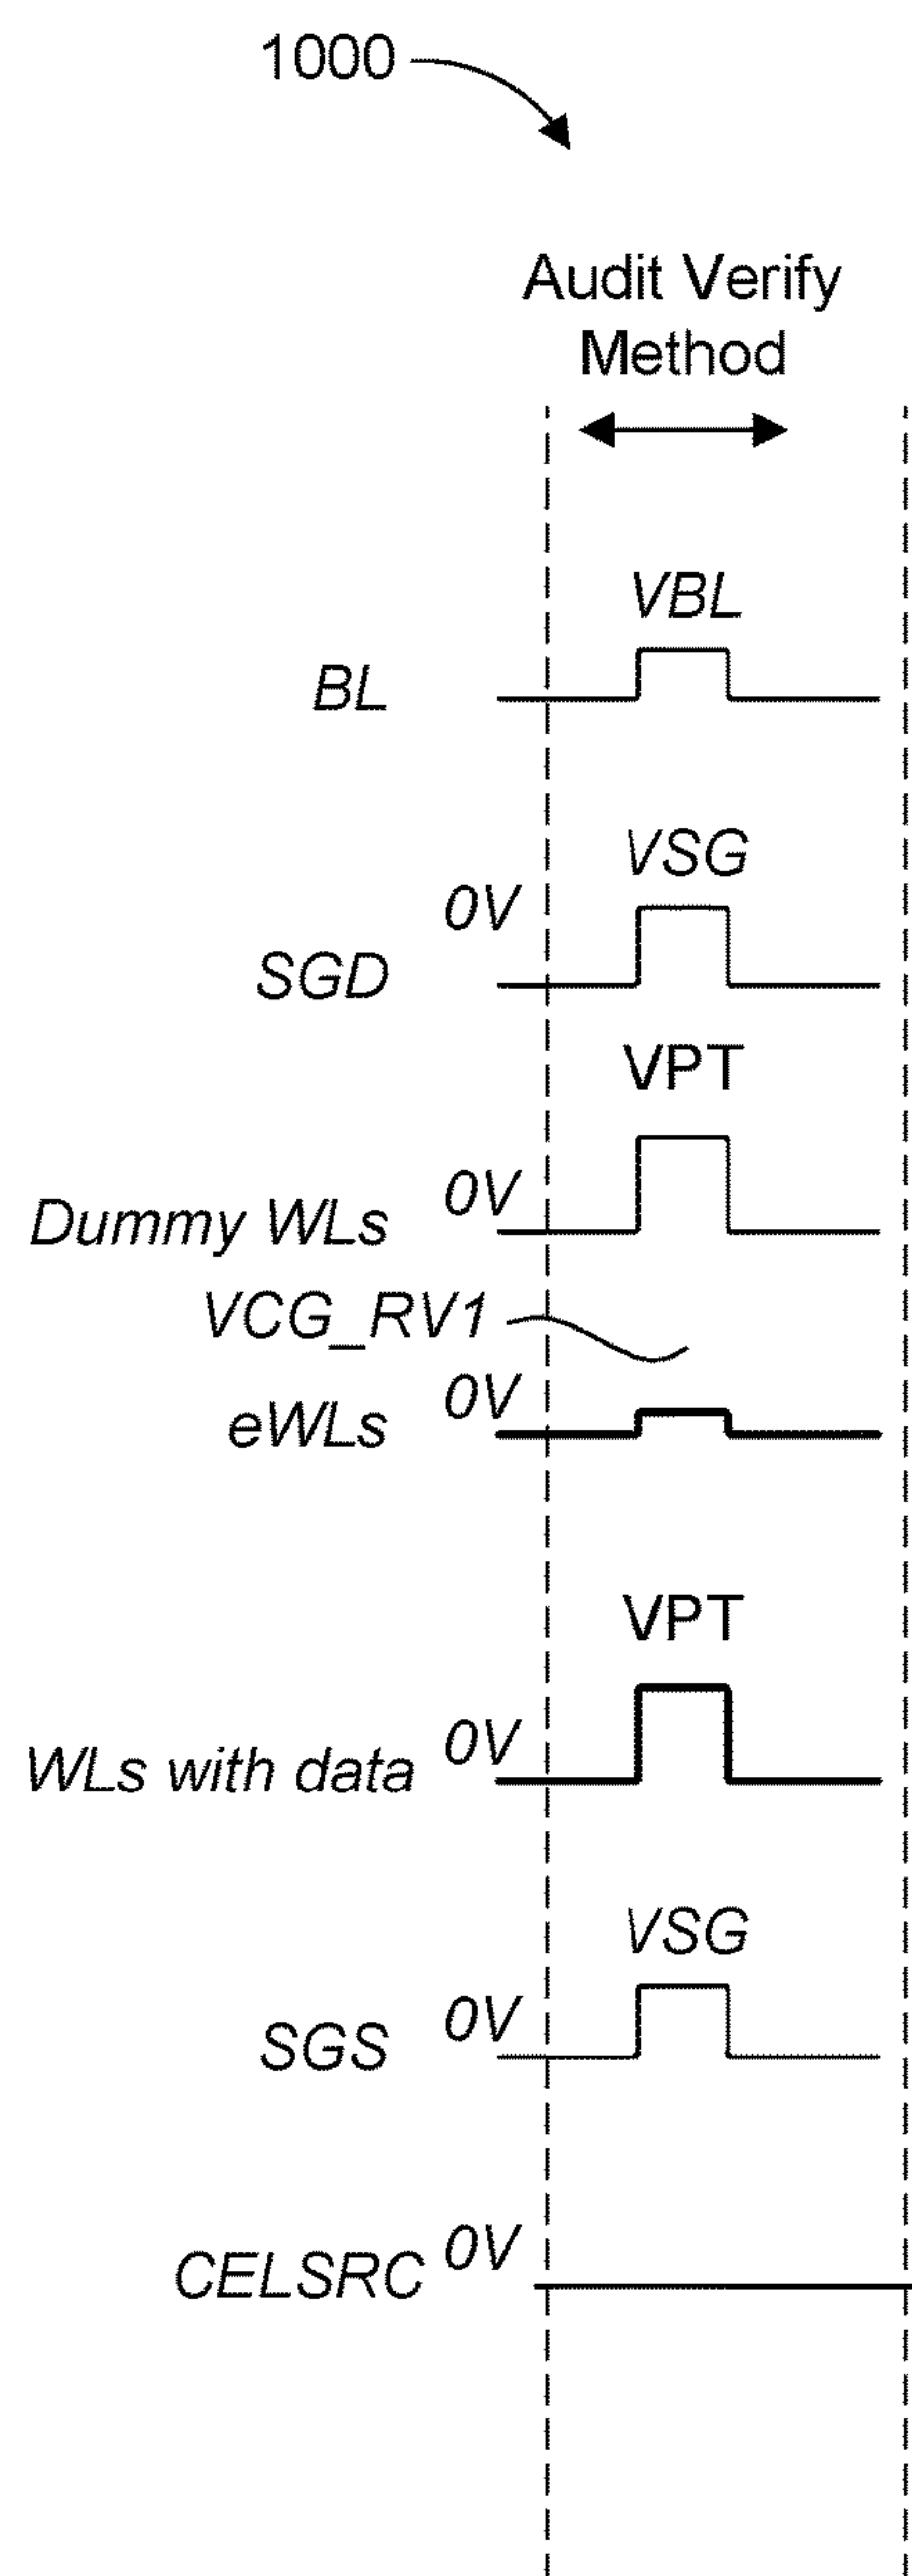 1000
Audit Verify
Method
VBL
BL
VSG
0V
SGD
VPT
0V
Dummy WLs
VCG_RV1
0V
eWLs
VPT
0V
WLs with data
VSG
0V
SGS
0V
CELSRC